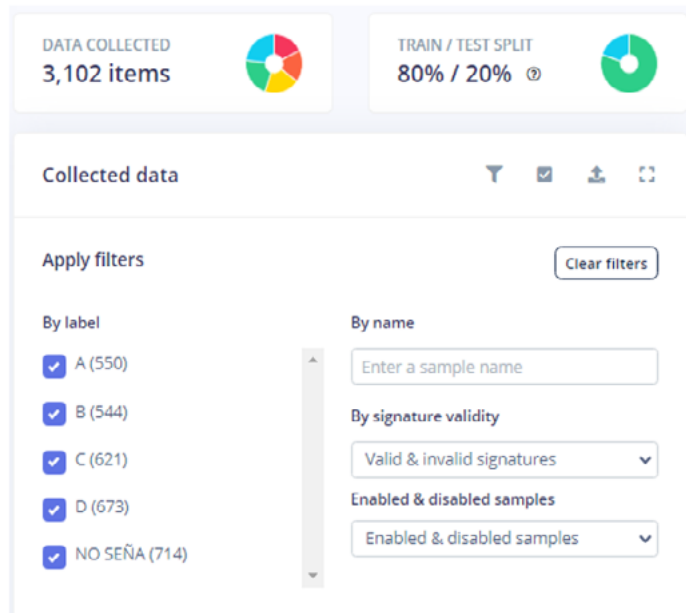 DATA COLLECTED
3,102 items
TRAIN / TEST SPLIT
80% / 20%
Collected data
Apply filters
Clear filters
By label
A (550)
B (544)
C (621)
D (673)
NO SEÑA (714)
By name
Enter a sample name
By signature validity
Valid & invalid signatures
Enabled & disabled samples
Enabled & disabled samples